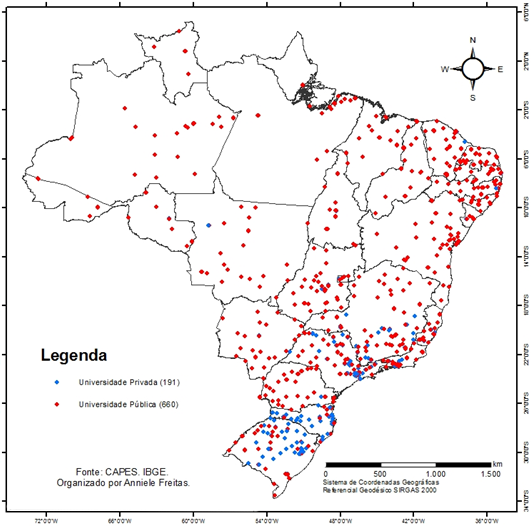 N
W E
S
Legenda
Universidade Privada (191)
Universidade Pública (660)
Fonte: CAPES. IBGE.
Organizado por Anniele Freitas.
km
0 500 1.000 1.500
Sistema de Coordenadas Geográficas
Referencial Geodésico SIRGAS 2000
72°0'0"W 66°0'0"W 60°0'0"W 54°0'0"W 48°0'0"W 42°0'0"W 36°0'0"W